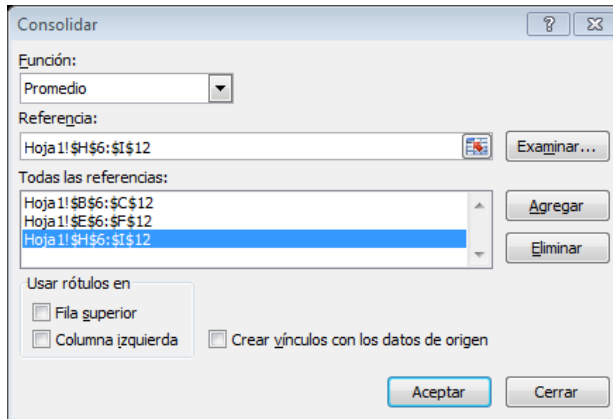 Consolidar
Función:
Promedio
Referencia:
Hoja1!$H$6:$I$12
Examinar...
Todas las referencias:
Hoja1!$B$6:$C$12
Hoja1!$E$6:$F$12
Hoja1!$H$6:$I$12
Agregar
Eliminar
Usar rótulos en
Fila superior
Columna izquierda
Crear vínculos con los datos de origen
Aceptar
Cerrar